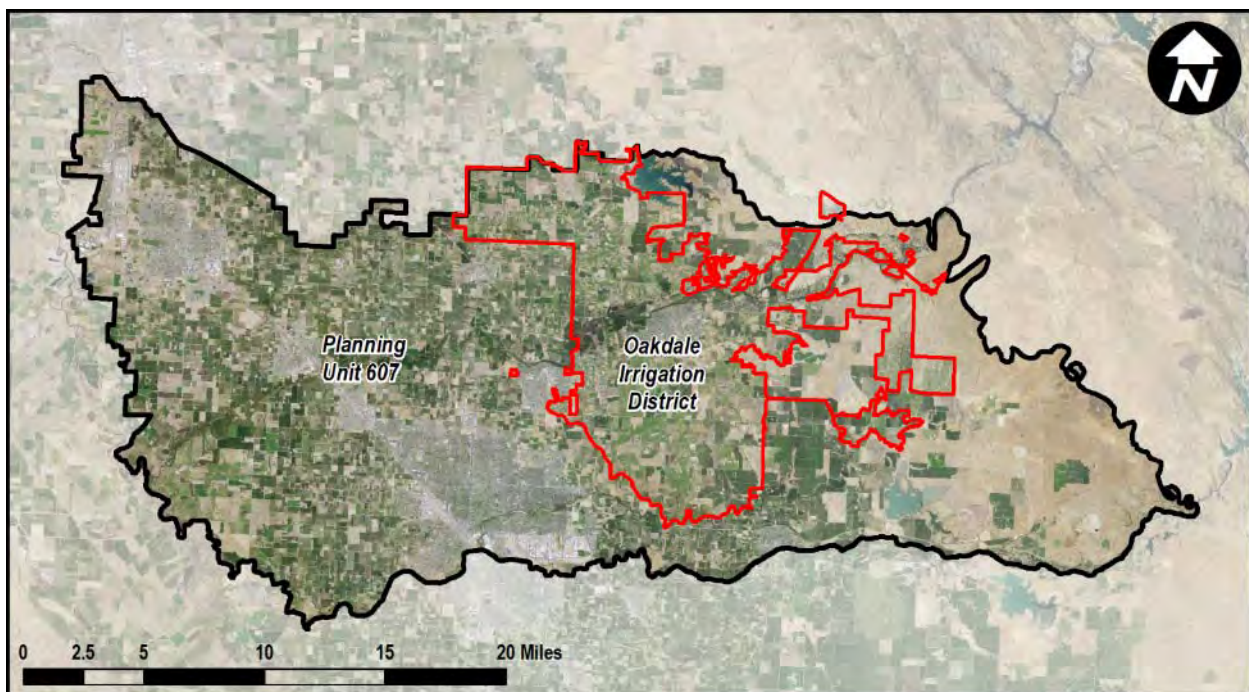 N
Planning
Unit 607
Oakdale
Irrigation
District
0 2.5 5 10 15 20 Miles